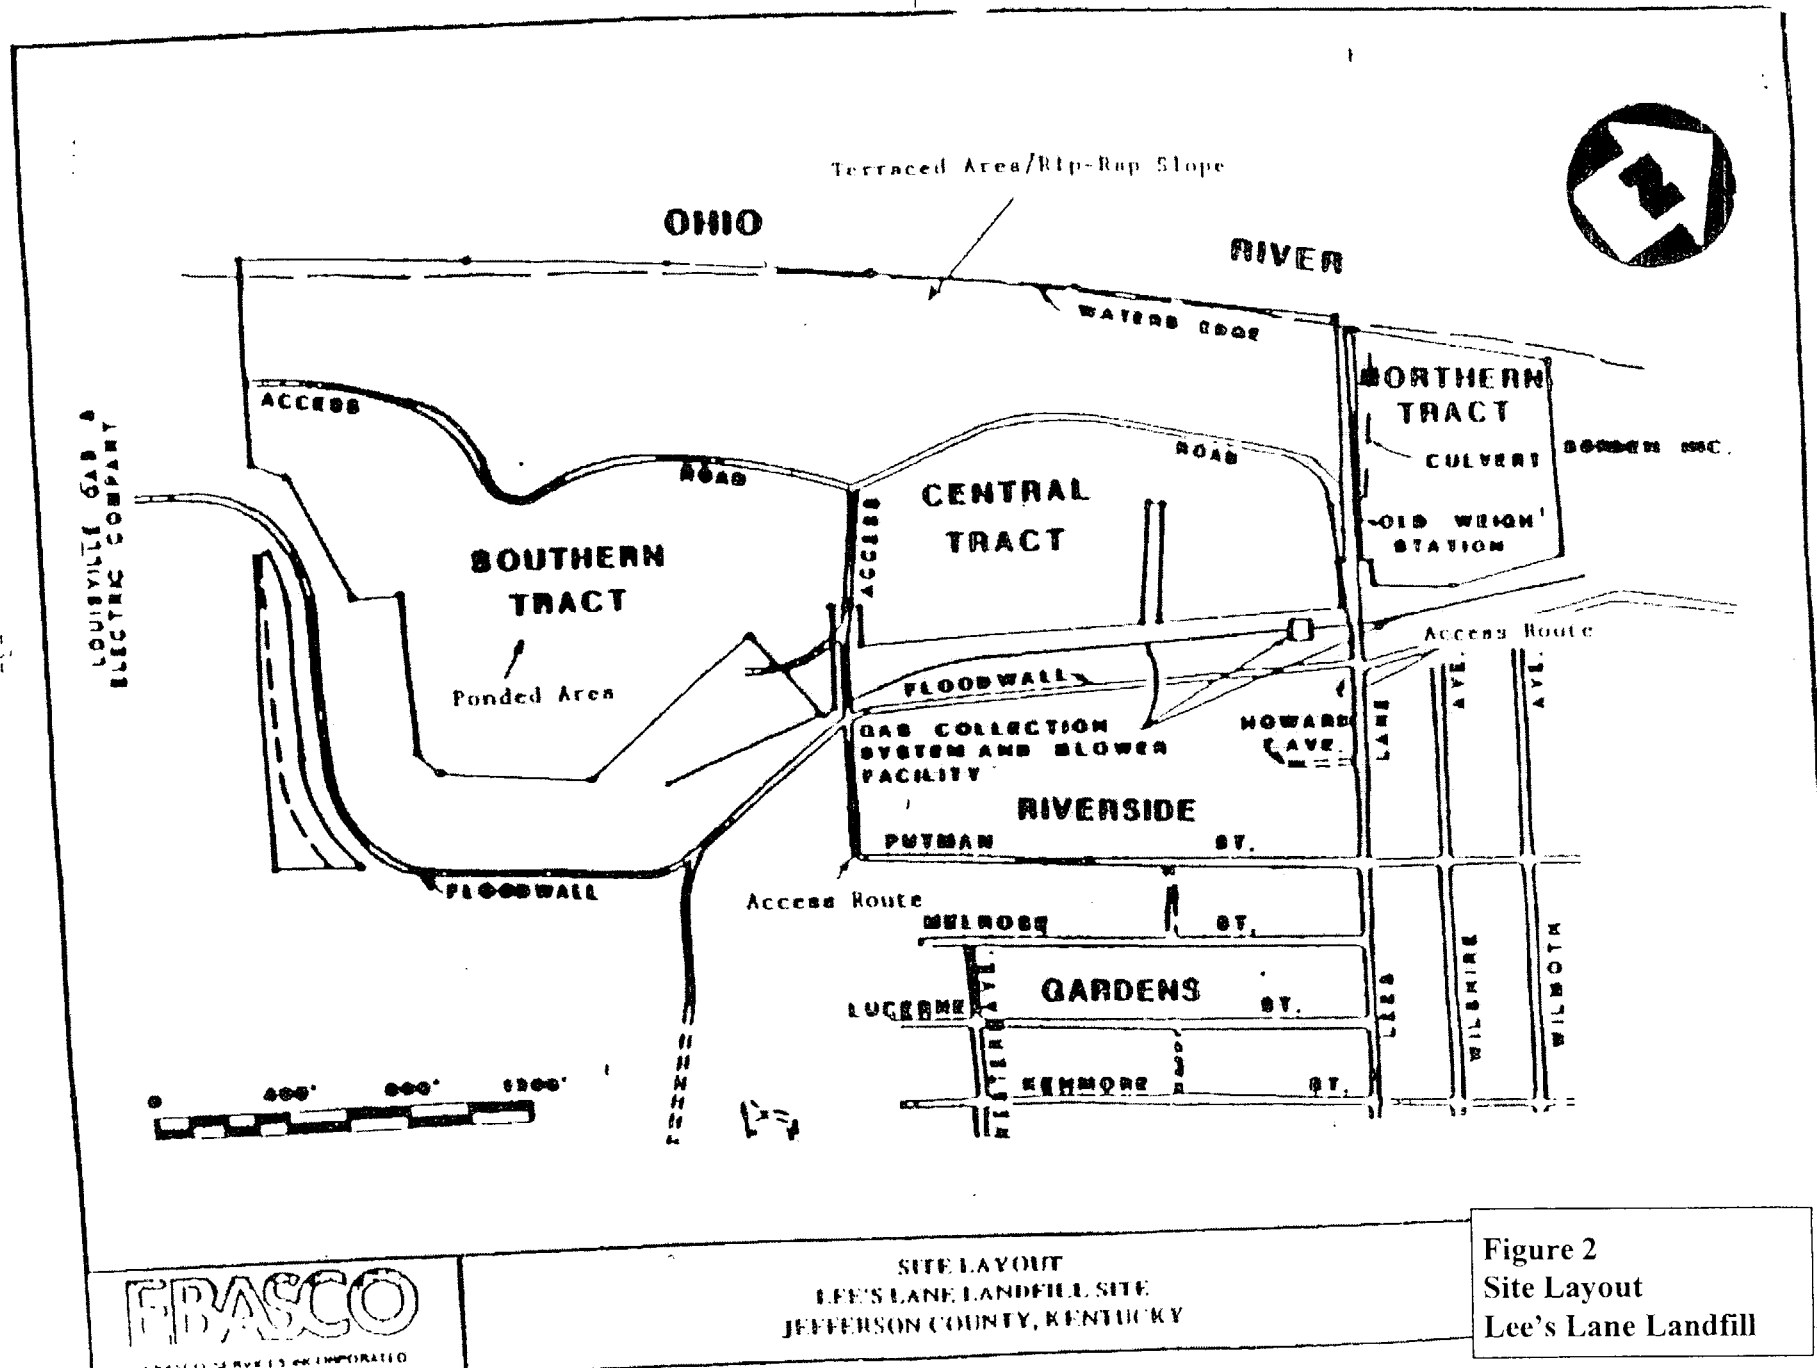 Terraced Area/Rip-Rap Slope
OHIO
RIVER
N
WATERS EDGE
NORTHERN
TRACT
ACCESS
ROAD
ROAD
CULVERT
BORDEN INC.
LOUISVILLE GAS &
ELECTRIC COMPANY
CENTRAL
TRACT
ACCESS
OLD WEIGH
STATION
SOUTHERN
TRACT
Ponded Area
Access Route
FLOODWALL
GAS COLLECTION
SYSTEM AND BLOWER
FACILITY
HOWARD
AVE.
LANE
AVE.
AVE.
RIVERSIDE
PUTMAN ST.
FLOODWALL
Access Route
MELROSE ST.
GARDENS
LUCERNE ST.
LEES
WILSHIRE
WILMOTH
AVE.
KENMORE ST.
0 400' 800' 1200'
EBASCO
SITE LAYOUT
LEE'S LANE LANDFILL SITE
JEFFERSON COUNTY, KENTUCKY
Figure 2
Site Layout
Lee's Lane Landfill